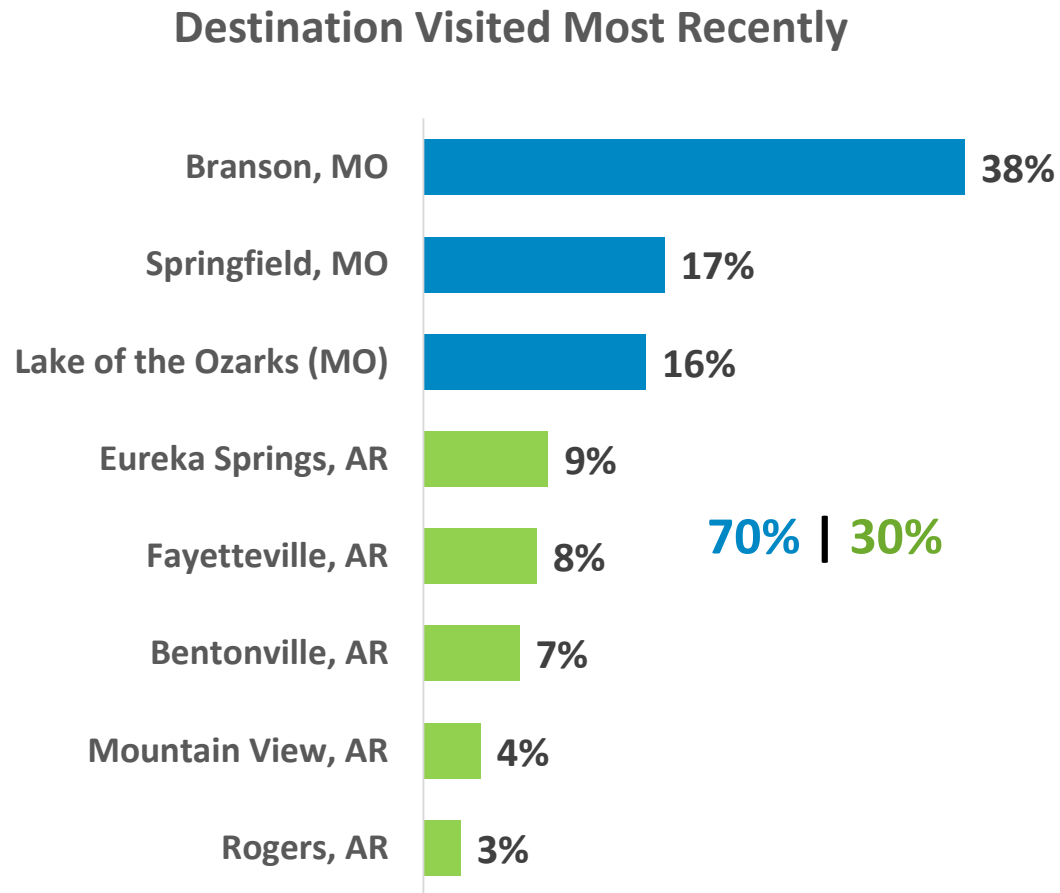 Destination Visited Most Recently
Branson, MO 38%
Springfield, MO 17%
Lake of the Ozarks (MO) 16%
Eureka Springs, AR 9%
Fayetteville, AR 8%
70% | 30%
Bentonville, AR 7%
Mountain View, AR 4%
Rogers, AR 3%